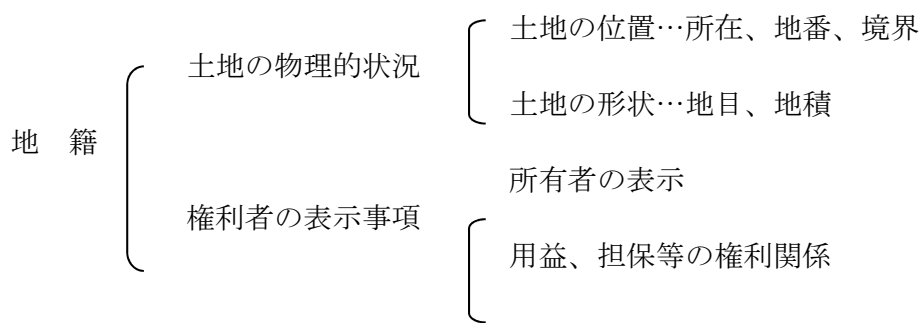 土地の位置…所在、地番、境界
土地の物理的状況
土地の形状…地目、地積
地　籍
所有者の表示
権利者の表示事項
用益、担保等の権利関係